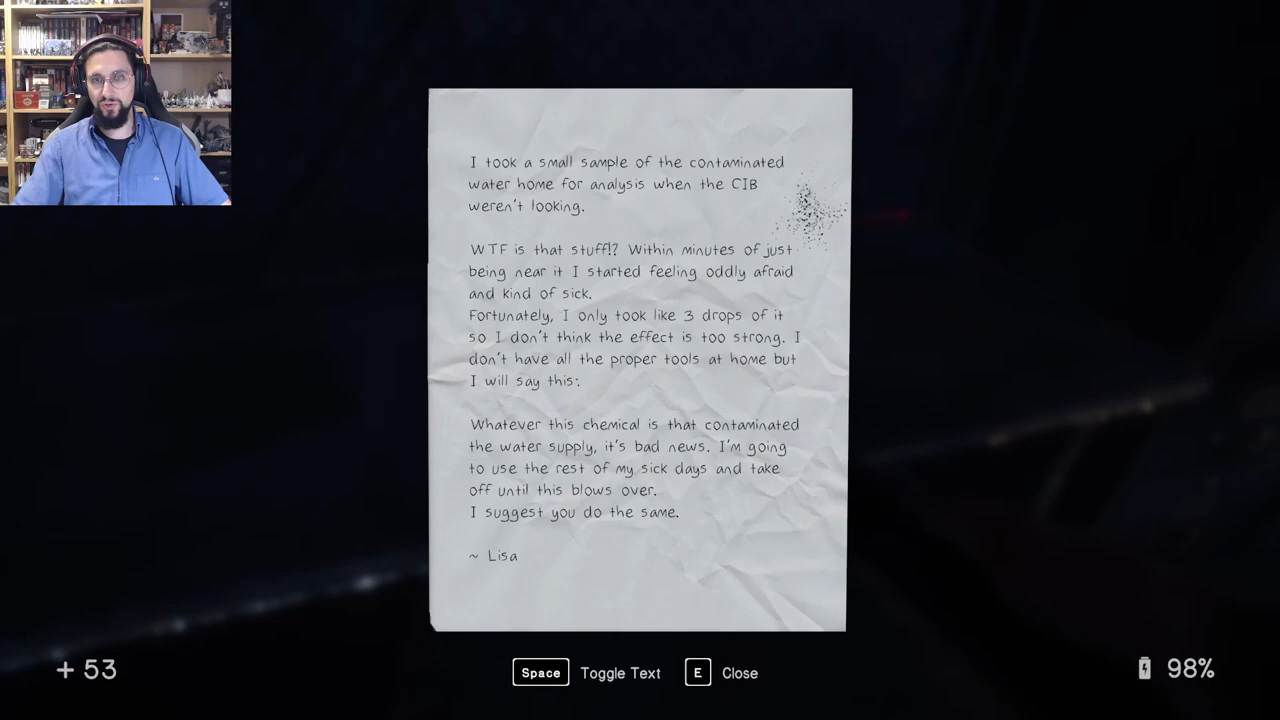 I took a small sample of the contaminated
water home for analysis when the CIB
weren't looking.
WTF is that stuff!? Within minutes of just
being near it I started feeling oddly afraid
and kind of sick.
Fortunately, I only took like 3 drops of it
so I don't think the effect is too strong. I
don't have all the proper tools at home but
I will say this:
Whatever this chemical is that contaminated
the water supply, it's bad news. I'm going
to use the rest of my sick days and take
off until this blows over.
I suggest you do the same.
~ Lisa
+ 53
Space Toggle Text E Close
98%